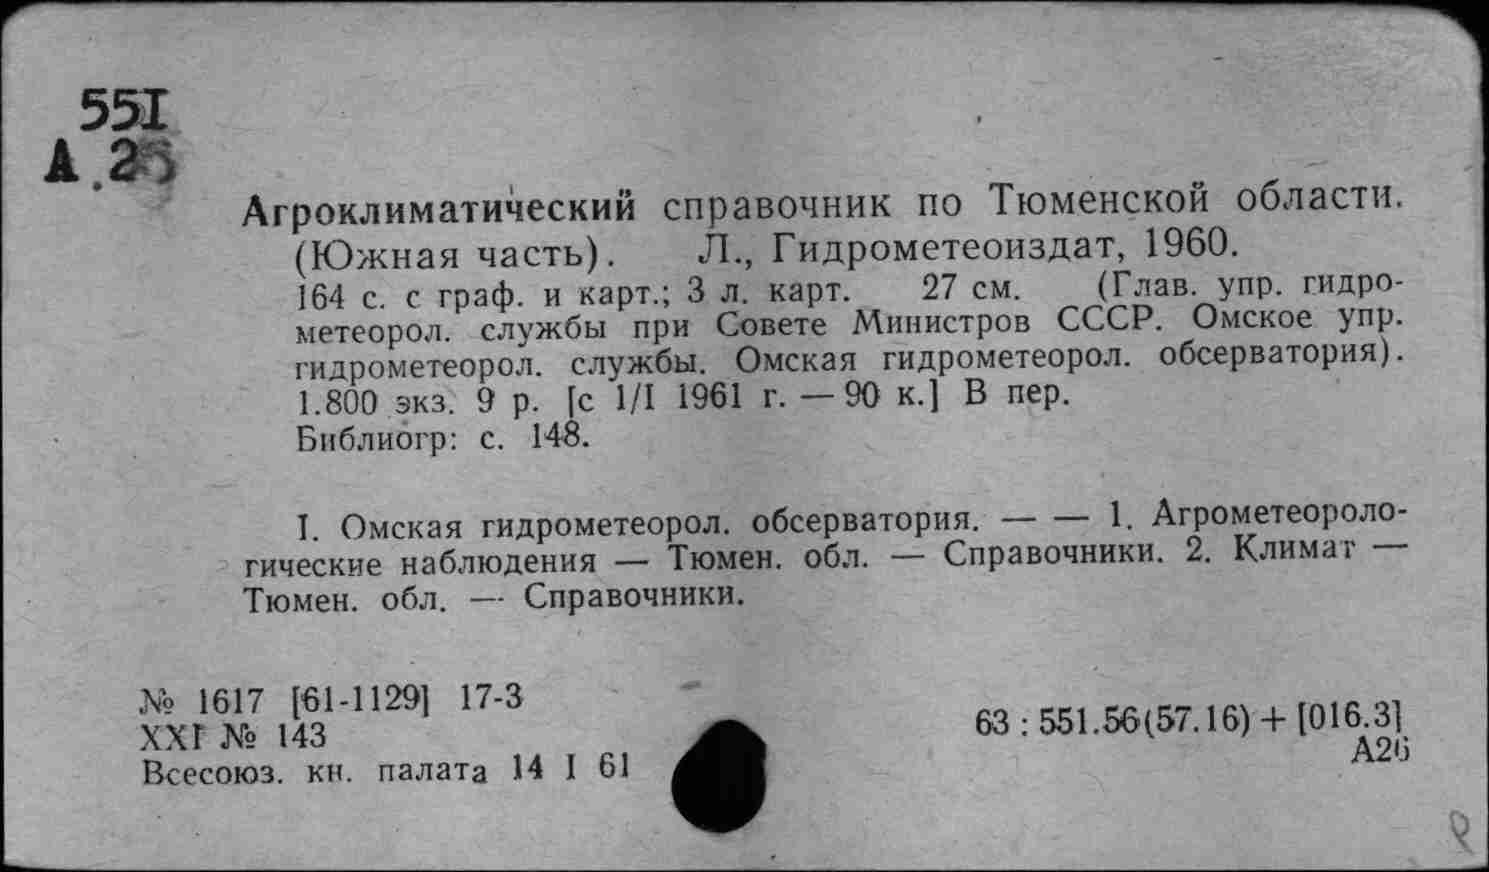 551
А.26
Агроклиматический справочник по Тюменской области.
(Южная часть). Л., Гидрометеоиздат, 1960.
164 с. с граф. и карт.; 3 л. карт. 27 см. (Глав. упр. гидро-
метеорол. службы при Совете Министров СССР. Омское упр.
гидрометеорол. службы. Омская гидрометеорол. обсерватория).
1.800 экз. 9 р. [с 1/I 1961 г. — 90 к.] В пер.
Библиогр: с. 148.
I. Омская гидрометеорол. обсерватория. — — 1. Агрометеороло-
гические наблюдения — Тюмен. обл. — Справочники. 2. Климат —
Тюмен. обл. — Справочники.
№ 1617 [61-1129] 17-3
XXI № 143
Всесоюз. кн. палата 14 I 61
63 : 551.56(57.16) + [016.3]
А26